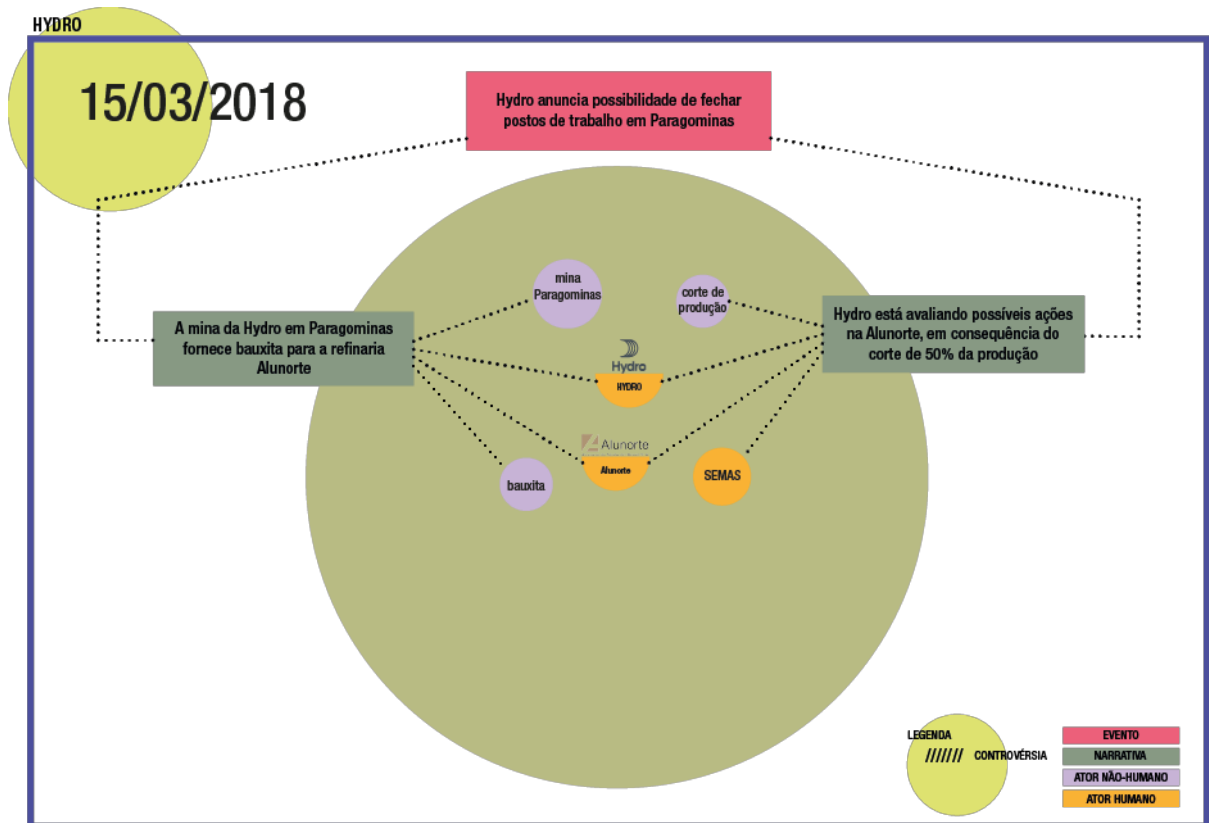 HYDRO
15/03/2018
Hydro anuncia possibilidade de fechar
postos de trabalho em Paragominas
mina
Paragominas
corte de
produção
A mina da Hydro em Paragominas
fornece bauxita para a refinaria
Alunorte
Hydro está avaliando possíveis ações
na Alunorte, em consequência do
corte de 50% da produção
Hydro
HYDRO
Alunorte
Alunorte
bauxita
SEMAS
LEGENDA
/////// CONTROVÉRSIA
EVENTO
NARRATIVA
ATOR NÃO-HUMANO
ATOR HUMANO